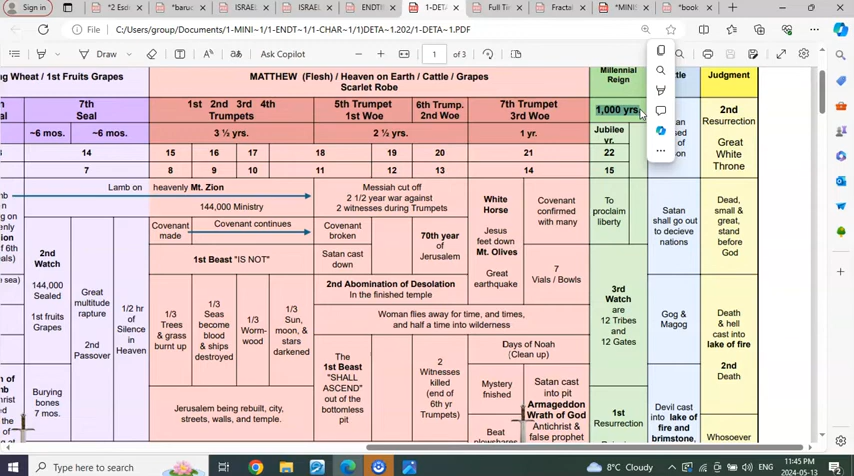 Sign in
*2 Esd
*baruc
ISRAEL
ISRAEL
ENDTI
1-DETA
Full Tim
Fractal
*MINIS
*book
File
C:/Users/group/Documents/1-MINI~1/1-ENDT~1/1-CHAR~1/1)DETA~1.202/1-DETA~1.PDF
Draw
Ask Copilot
1 of 3
g Wheat / 1st Fruits Grapes
MATTHEW (Flesh) / Heaven on Earth / Cattle / Grapes
Scarlet Robe
Millennial
Reign
Judgment
7th
Seal
1st 2nd 3rd 4th
Trumpets
5th Trumpet
1st Woe
6th Trump.
2nd Woe
7th Trumpet
3rd Woe
1,000 yrs.
2nd
Resurrection
Great
White
Throne
~6 mos.
~6 mos.
3 ½ yrs.
2 ½ yrs.
1 yr.
Jubilee
yr.
13
14
15
16
17
18
19
20
21
22
7
8
9
10
11
12
13
14
15
Lamb on heavenly Mt. Zion
144,000 Ministry
Messiah cut off
2 1/2 year war against
2 witnesses during Trumpets
White
Horse
Jesus
feet down
Mt. Olives
Great
earthquake
Covenant
confirmed
with many
To
proclaim
liberty
Satan
shall go out
to decieve
nations
Dead,
small &
great,
stand
before
God
Covenant
made
Covenant continues
Covenant
broken
70th year
of
Jerusalem
2nd
Watch
144,000
Sealed
1st fruits
Grapes
Great
multitude
rapture
2nd
Passover
1/2 hr
of
Silence
in
Heaven
1st Beast "IS NOT"
Satan cast
down
7
Vials / Bowls
3rd
Watch
are
12 Tribes
and
12 Gates
2nd Abomination of Desolation
In the finished temple
1/3
Trees
& grass
burnt up
1/3
Seas
become
blood
& ships
destroyed
1/3
Worm-
wood
1/3
Sun,
moon, &
stars
darkened
Woman flies away for time, and times,
and half a time into wilderness
Gog &
Magog
Death
& hell
cast into
lake of fire
2nd
Death
The
1st Beast
"SHALL
ASCEND"
out of the
bottomless
pit
2
Witnesses
killed
(end of
6th yr
Trumpets)
Days of Noah
(Clean up)
Mystery
fnished
Satan cast
into pit
Armageddon
Wrath of God
Antichrist &
false prophet
Burying
bones
7 mos.
Jerusalem being rebuilt, city,
streets, walls, and temple.
Beat
plowshares
1st
Resurrection
Devil cast
into lake of
fire and
brimstone,
Whosoever
Type here to search
8°C Cloudy
ENG
11:45 PM
2024-05-13